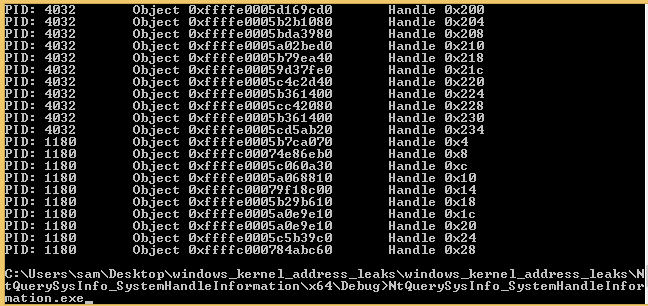 PID: 4032 Object 0xffffe0005d169cd0 Handle 0x200
PID: 4032 Object 0xffffe0005b2b1080 Handle 0x204
PID: 4032 Object 0xffffe0005bda3980 Handle 0x208
PID: 4032 Object 0xffffe0005a02bed0 Handle 0x210
PID: 4032 Object 0xffffe0005b79ea40 Handle 0x218
PID: 4032 Object 0xffffe00059d37fe0 Handle 0x21c
PID: 4032 Object 0xffffe0005c4c2d40 Handle 0x220
PID: 4032 Object 0xffffe0005b361400 Handle 0x224
PID: 4032 Object 0xffffe0005cc42080 Handle 0x228
PID: 4032 Object 0xffffe0005b361400 Handle 0x230
PID: 4032 Object 0xffffe0005cd5ab20 Handle 0x234
PID: 1180 Object 0xffffe0005b7ca070 Handle 0x4
PID: 1180 Object 0xffffc00074e86eb0 Handle 0x8
PID: 1180 Object 0xffffe0005c060a30 Handle 0xc
PID: 1180 Object 0xffffe0005a068810 Handle 0x10
PID: 1180 Object 0xffffc00079f18c00 Handle 0x14
PID: 1180 Object 0xffffe0005b29b610 Handle 0x18
PID: 1180 Object 0xffffe0005a0e9e10 Handle 0x1c
PID: 1180 Object 0xffffe0005a0e9e10 Handle 0x20
PID: 1180 Object 0xffffe0005c5b39c0 Handle 0x24
PID: 1180 Object 0xffffc000784abc60 Handle 0x28
C:\Users\sam\Desktop\windows_kernel_address_leaks\windows_kernel_address_leaks\N
tQuerySysInfo_SystemHandleInformation\x64\Debug>NtQuerySysInfo_SystemHandleInfor
mation.exe_